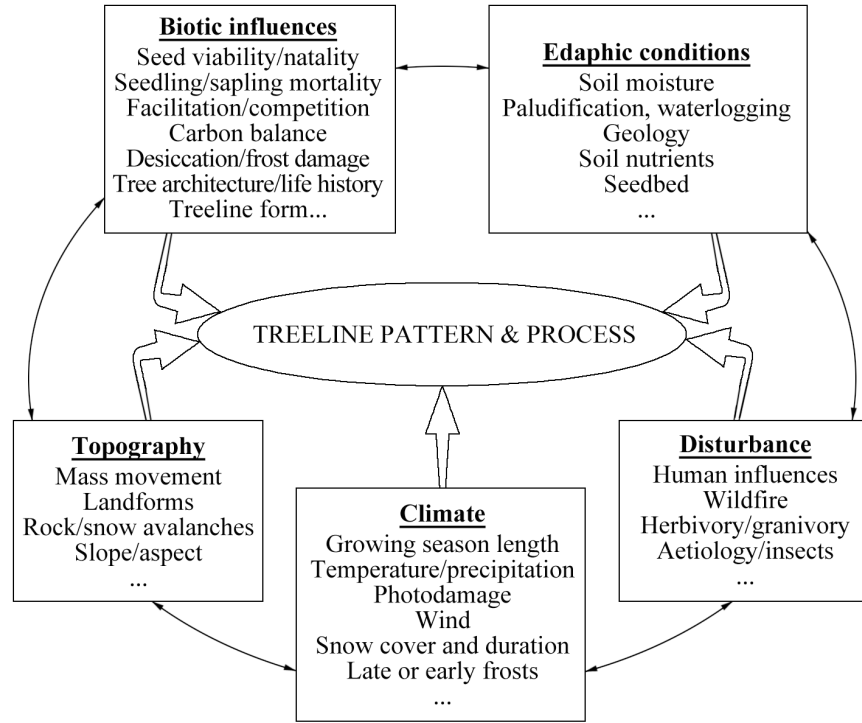 Biotic influences
Seed viability/natality
Seedling/sapling mortality
Facilitation/competition
Carbon balance
Desiccation/frost damage
Tree architecture/life history
Treeline form...
Edaphic conditions
Soil moisture
Paludification, waterlogging
Geology
Soil nutrients
Seedbed
...
TREELINE PATTERN & PROCESS
Topography
Mass movement
Landforms
Rock/snow avalanches
Slope/aspect
...
Climate
Growing season length
Temperature/precipitation
Photodamage
Wind
Snow cover and duration
Late or early frosts
...
Disturbance
Human influences
Wildfire
Herbivory/granivory
Aetiology/insects
...